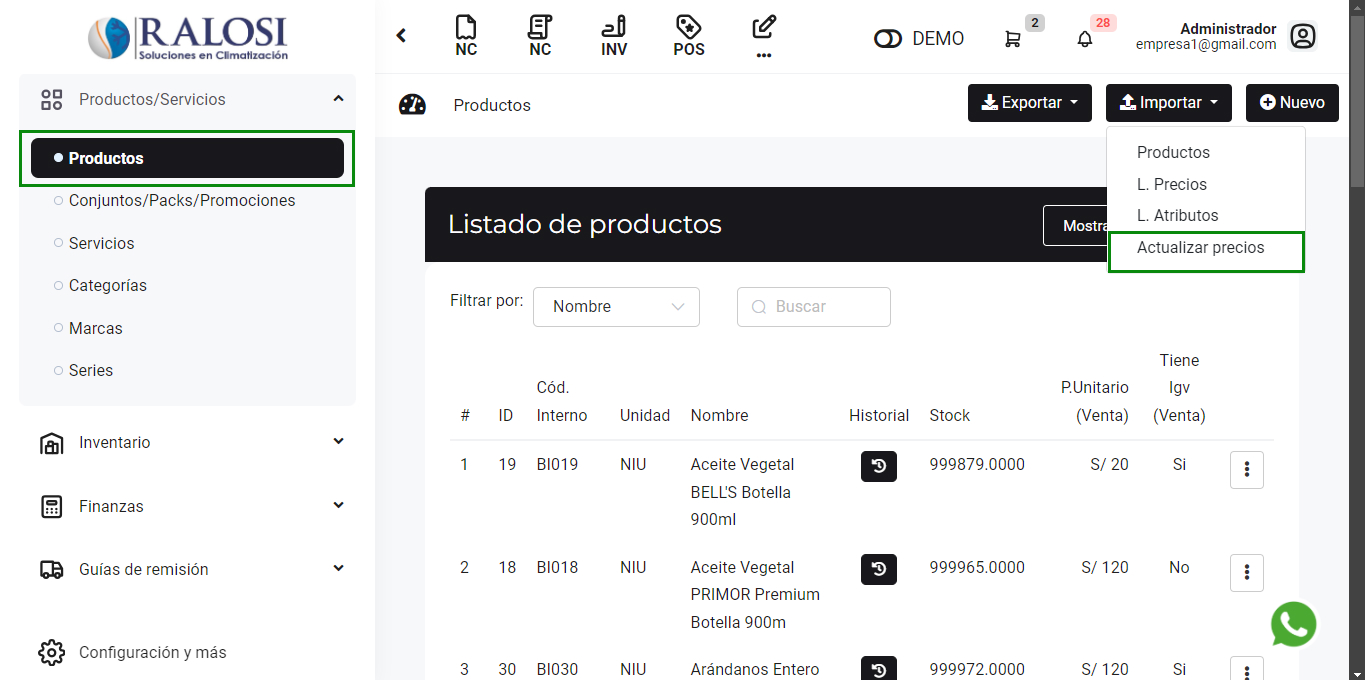 RALOSI
Soluciones en Climatización
NC
NC
INV
POS
...
DEMO
2
28
Administrador
empresa1@gmail.com
Productos/Servicios
Productos
Conjuntos/Packs/Promociones
Servicios
Categorías
Marcas
Series
Inventario
Finanzas
Guías de remisión
Configuración y más
Productos
Exportar
Importar
Nuevo
Productos
L. Precios
L. Atributos
Actualizar precios
Listado de productos
Mostra
Filtrar por:
Nombre
Buscar
# ID Cód. Interno Unidad Nombre Historial Stock P.Unitario (Venta) Tiene Igv (Venta)
1 19 BI019 NIU Aceite Vegetal 999879.0000 S/ 20 Si
BELL'S Botella
900ml
2 18 BI018 NIU Aceite Vegetal 999965.0000 S/ 120 No
PRIMOR Premium
Botella 900m
3 30 BI030 NIU Arándanos Entero 999972.0000 S/ 120 Si